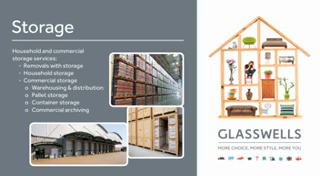 Storage
Household and commercial
storage services:
- Removals with storage
- Household storage
- Commercial storage
o Warehousing & distribution
o Pallet storage
o Container storage
o Commercial archiving
GLASSWELLS
MORE CHOICE, MORE STYLE, MORE YOU